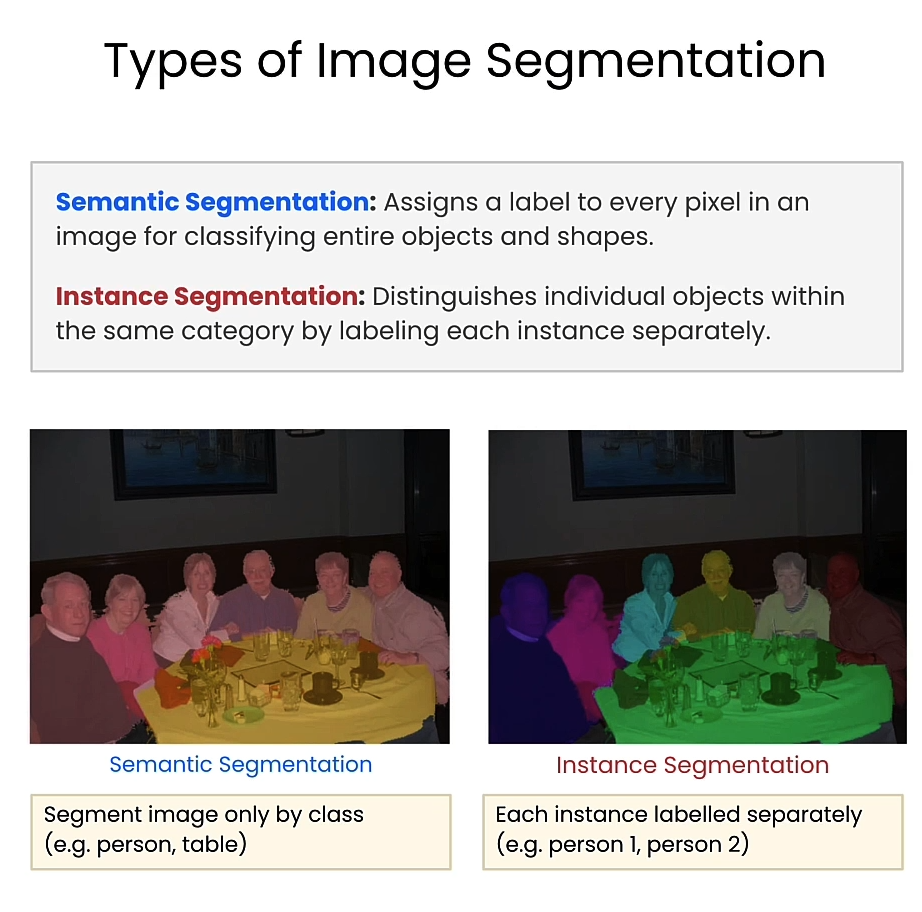 Types of Image Segmentation
Semantic Segmentation: Assigns a label to every pixel in an
image for classifying entire objects and shapes.
Instance Segmentation: Distinguishes individual objects within
the same category by labeling each instance separately.
Semantic Segmentation
Segment image only by class
(e.g. person, table)
Instance Segmentation
Each instance labelled separately
(e.g. person 1, person 2)